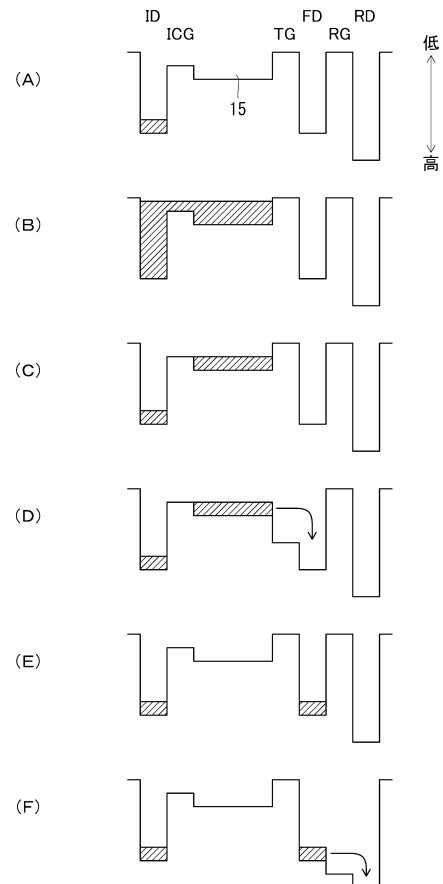 ID FD RD
ICG TG RG
低
(A)
15
高
(B)
(C)
(D)
(E)
(F)